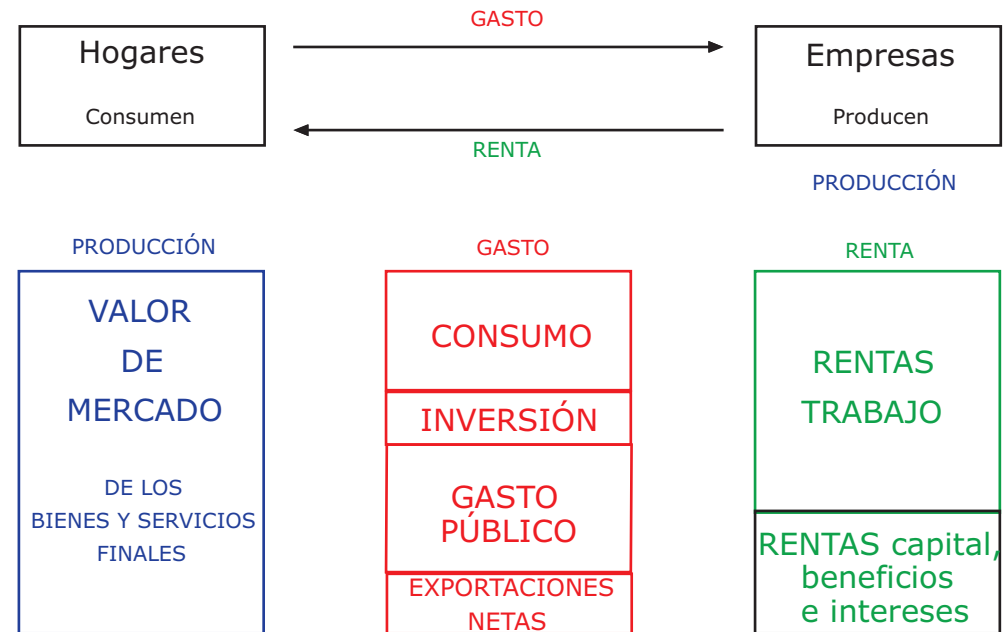 GASTO
Hogares
Consumen
Empresas
Producen
RENTA
PRODUCCIÓN
PRODUCCIÓN
VALOR
DE
MERCADO
DE LOS
BIENES Y SERVICIOS
FINALES
GASTO
CONSUMO
INVERSIÓN
GASTO
PÚBLICO
EXPORTACIONES
NETAS
RENTA
RENTAS
TRABAJO
RENTAS capital,
beneficios
e intereses